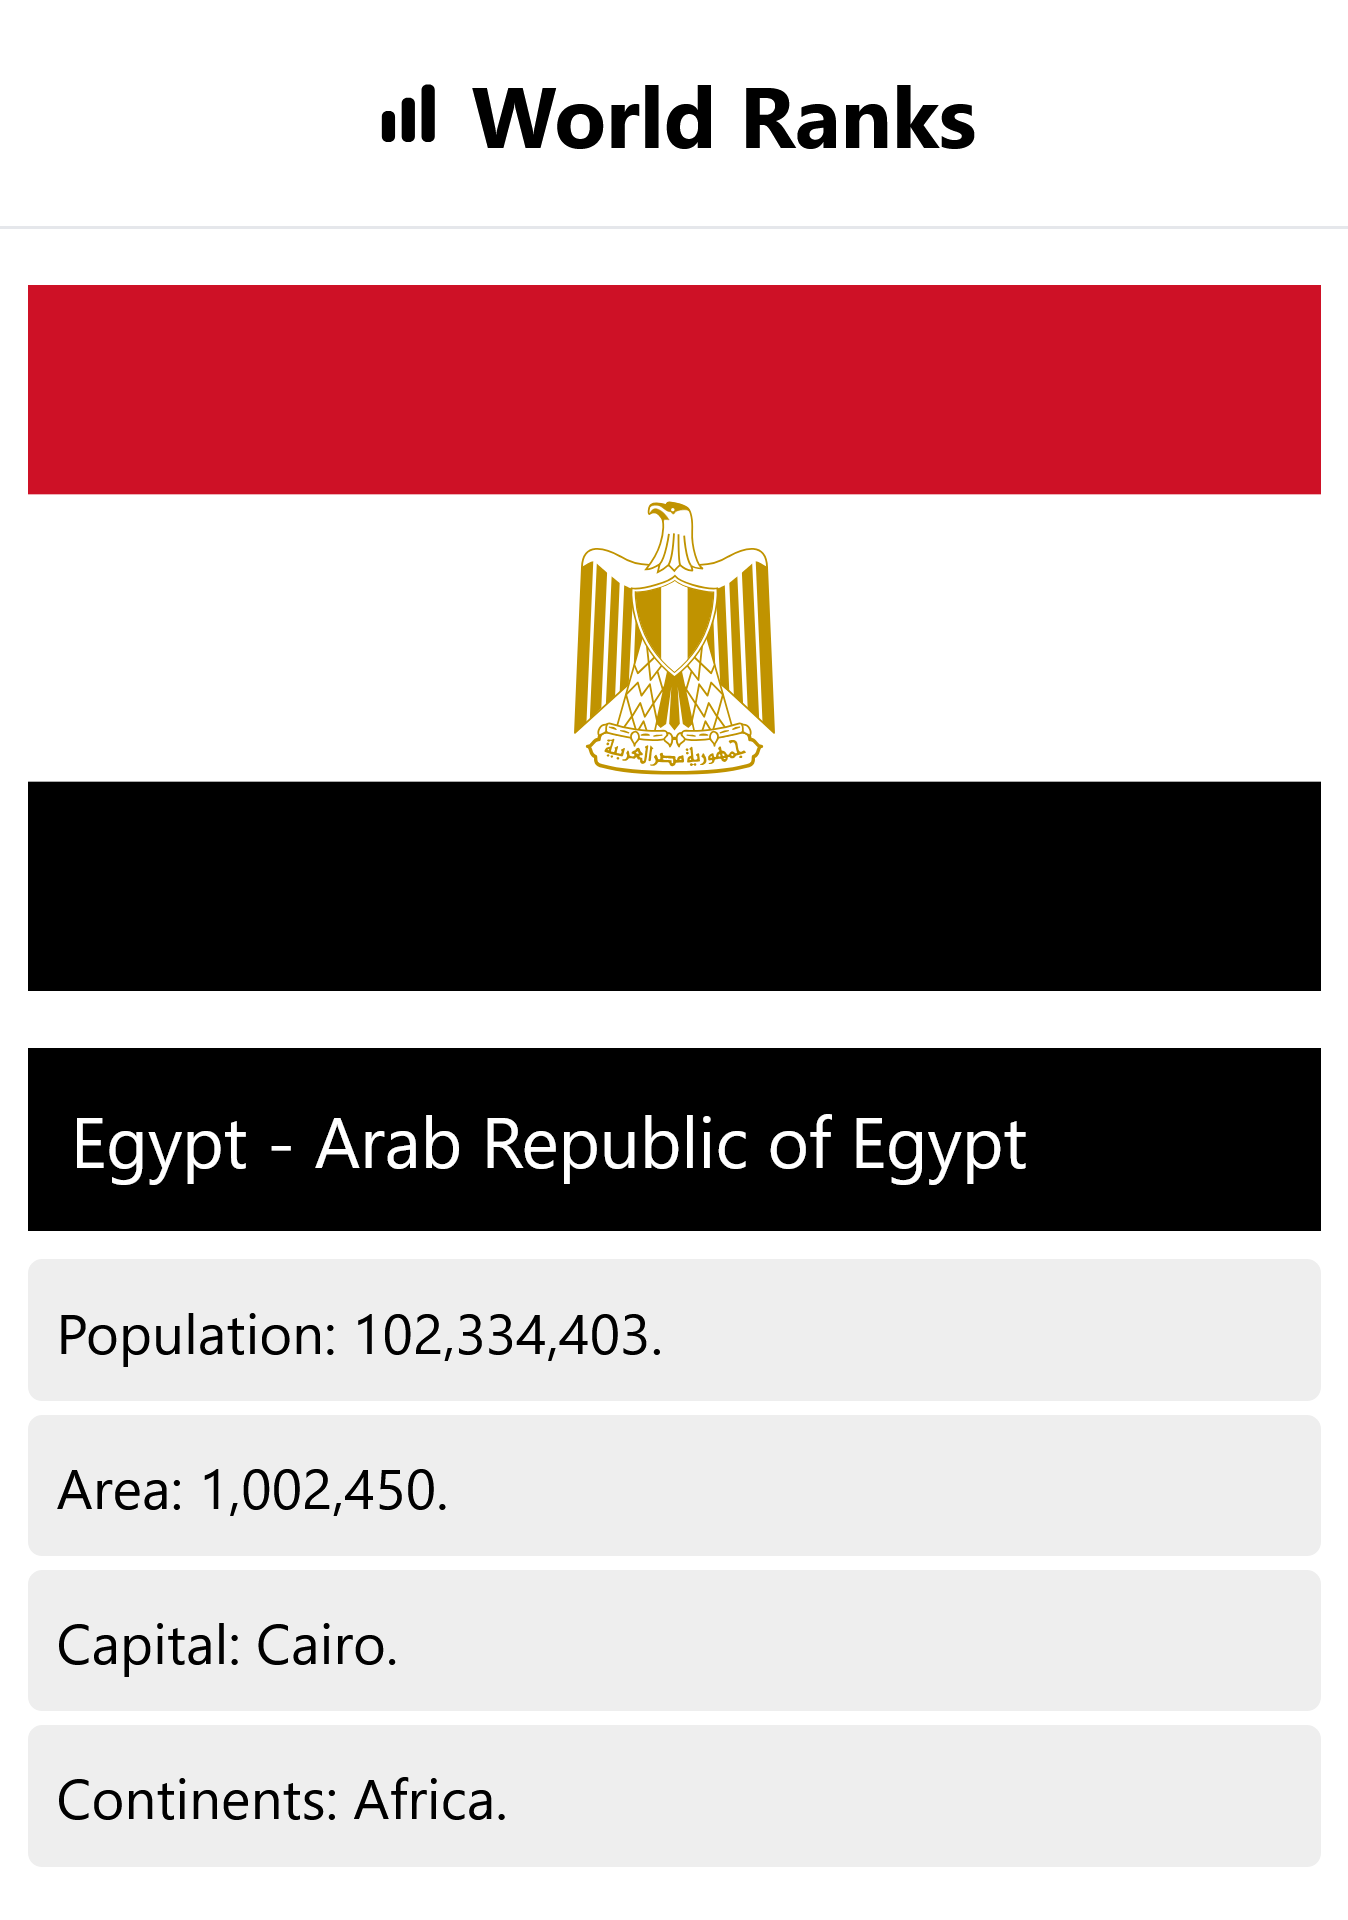 World Ranks
جمهورية مصر العربية
Egypt - Arab Republic of Egypt
Population: 102,334,403.
Area: 1,002,450.
Capital: Cairo.
Continents: Africa.